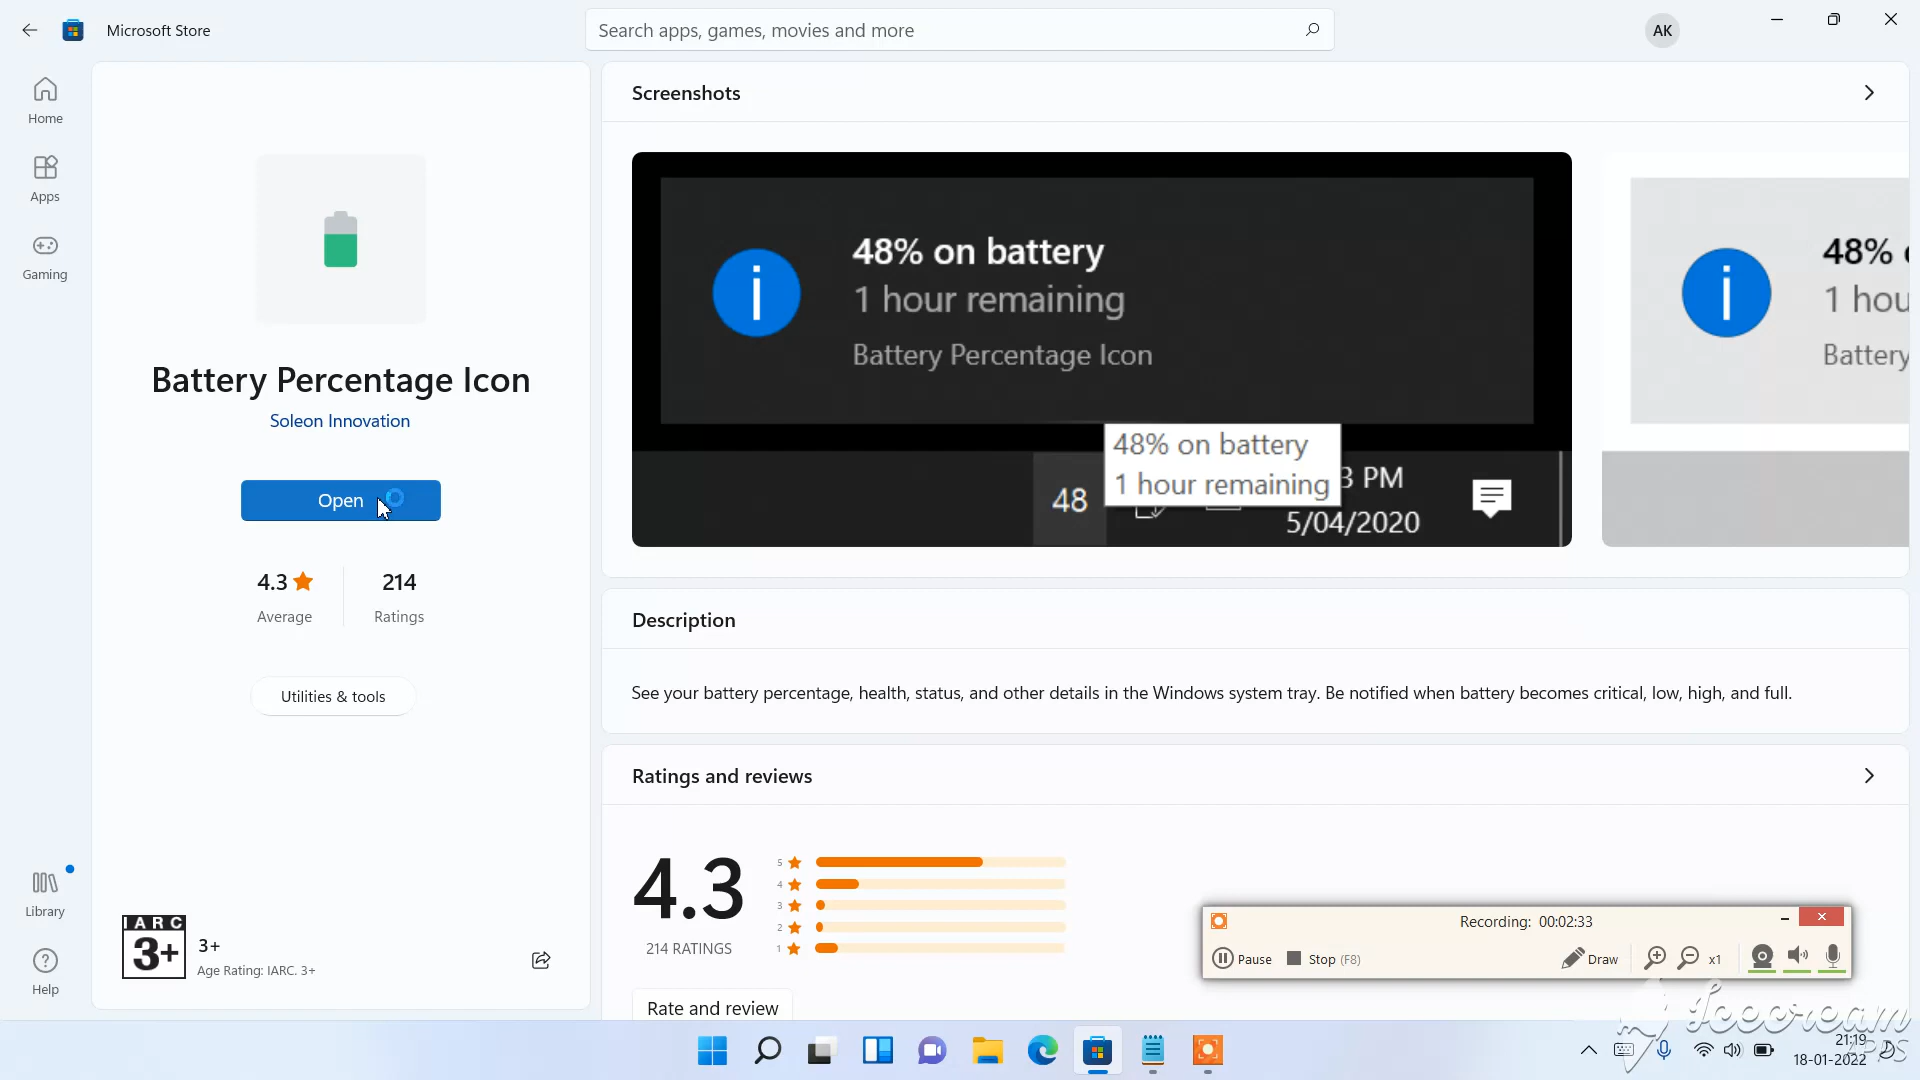 Microsoft Store
Search apps, games, movies and more
AK
Home
Apps
Gaming
Library
Help
Battery Percentage Icon
Soleon Innovation
Open
4.3
Average
214
Ratings
Utilities & tools
IARC
3+
3+
Age Rating: IARC. 3+
Screenshots
48% on battery
1 hour remaining
Battery Percentage Icon
48% on battery
1 hour remaining
48
3 PM
5/04/2020
48%
1 hou
Battery
Description
See your battery percentage, health, status, and other details in the Windows system tray. Be notified when battery becomes critical, low, high, and full.
Ratings and reviews
4.3
214 RATINGS
5
4
3
2
1
Rate and review
Recording: 00:02:33
Pause
Stop (F8)
Draw
x1
Icecream
APPS
21:19
18-01-2022